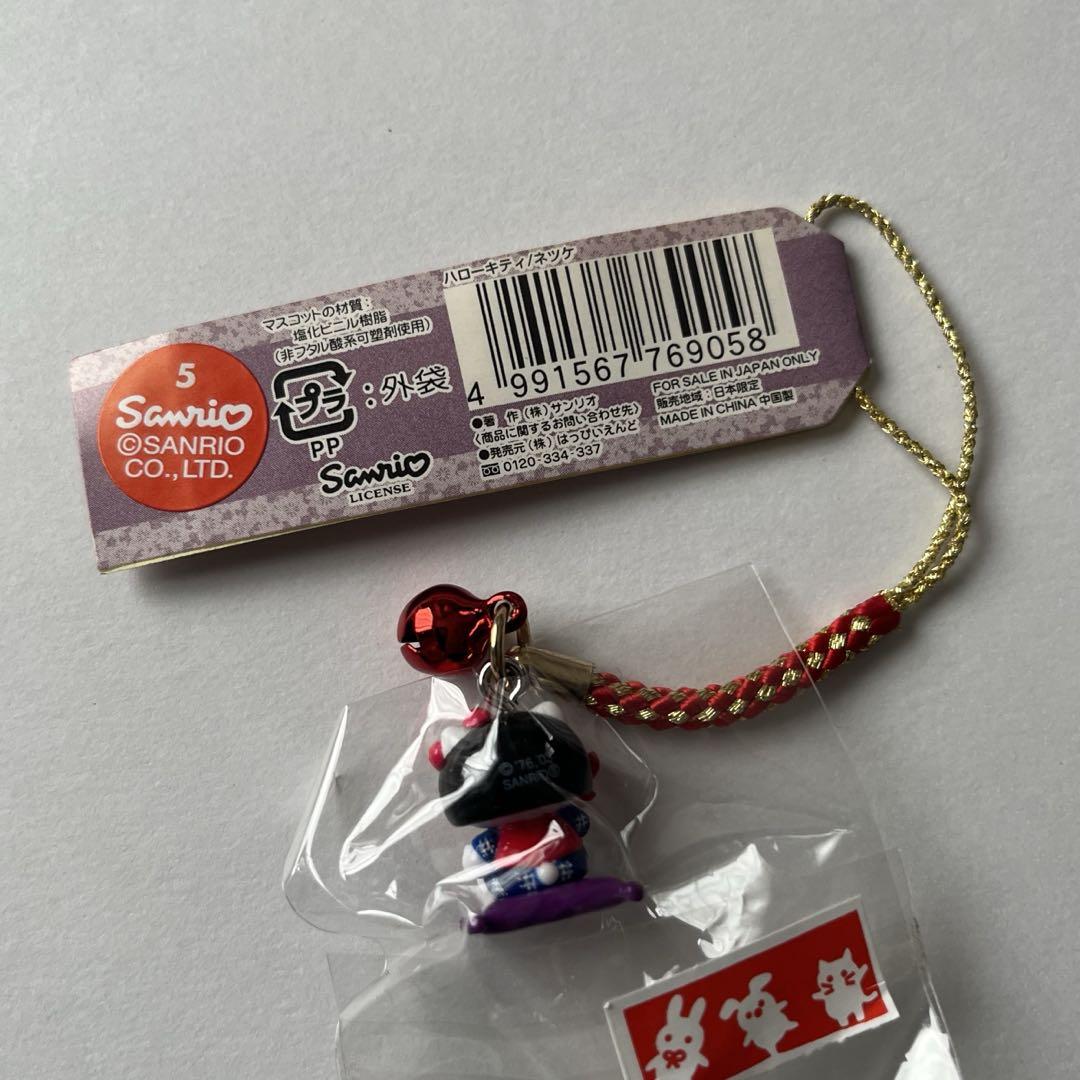 ハローキティ/ネツケ
4 991567 769058
マスコットの材質:
塩化ビニル樹脂
(非フタル酸系可塑剤使用)
5
Sanrio
©SANRIO
CO., LTD.
プラ :外袋
PP
Sanrio
LICENSE
●著 作(株)サンリオ
〈商品に関するお問い合わせ先〉
●発売元(株)はっぴいえんど
0120-334-337
FOR SALE IN JAPAN ONLY
販売地域:日本限定
MADE IN CHINA 中国製
© '76, 0
SANRIO®